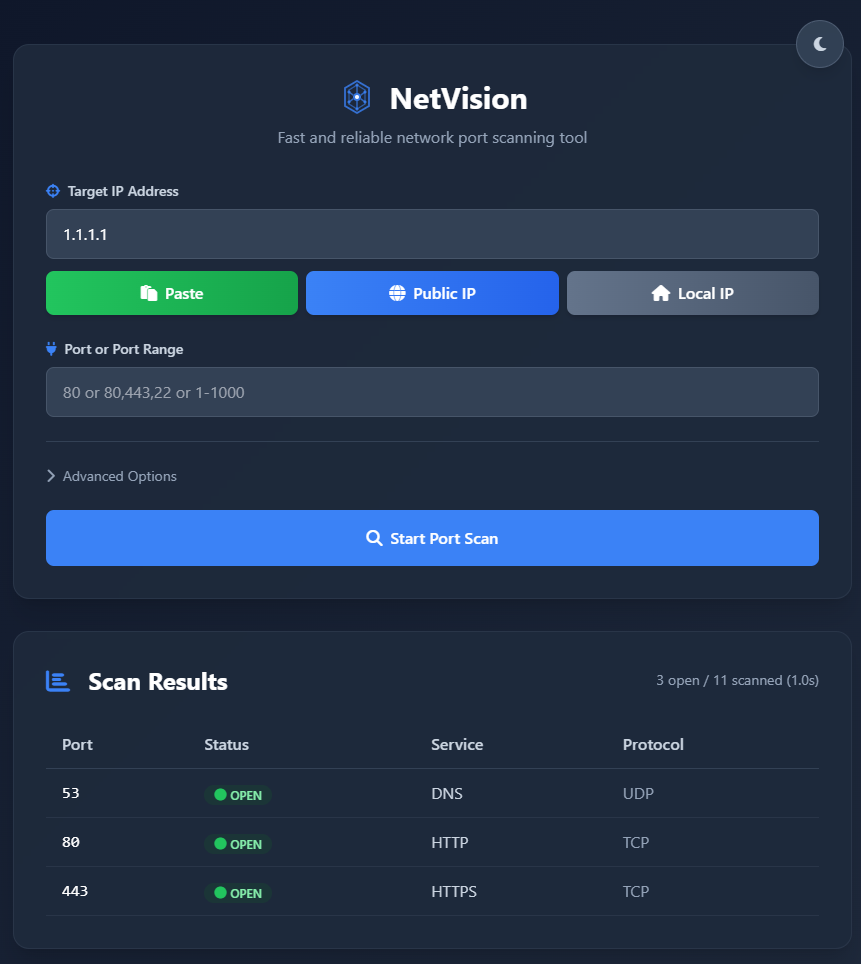 NetVision
Fast and reliable network port scanning tool
Target IP Address
1.1.1.1
Paste Public IP Local IP
Port or Port Range
80 or 80,443,22 or 1-1000
Advanced Options
Start Port Scan
Scan Results 3 open / 11 scanned (1.0s)
Port Status Service Protocol
53 OPEN DNS UDP
80 OPEN HTTP TCP
443 OPEN HTTPS TCP